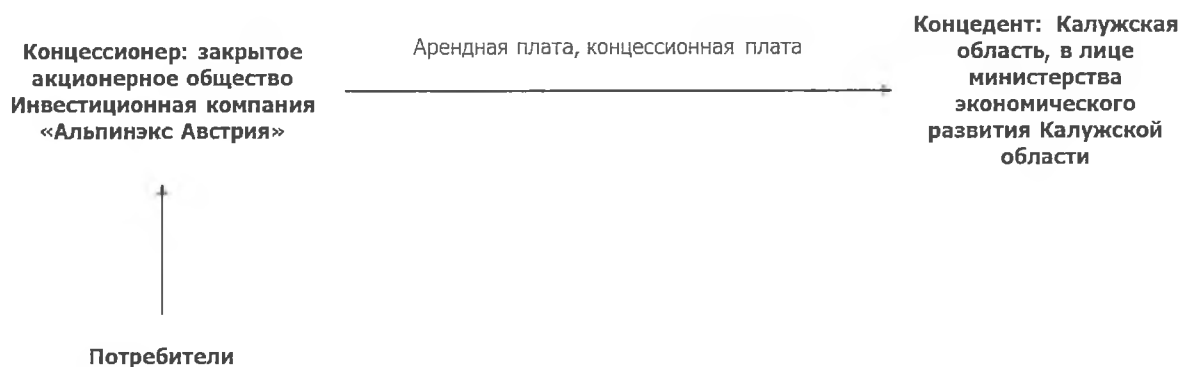 Концессионер: закрытое
акционерное общество
Инвестиционная компания
«Альпинэкс Австрия»
Арендная плата, концессионная плата
Концедент: Калужская
область, в лице
министерства
экономического
развития Калужской
области
Потребители